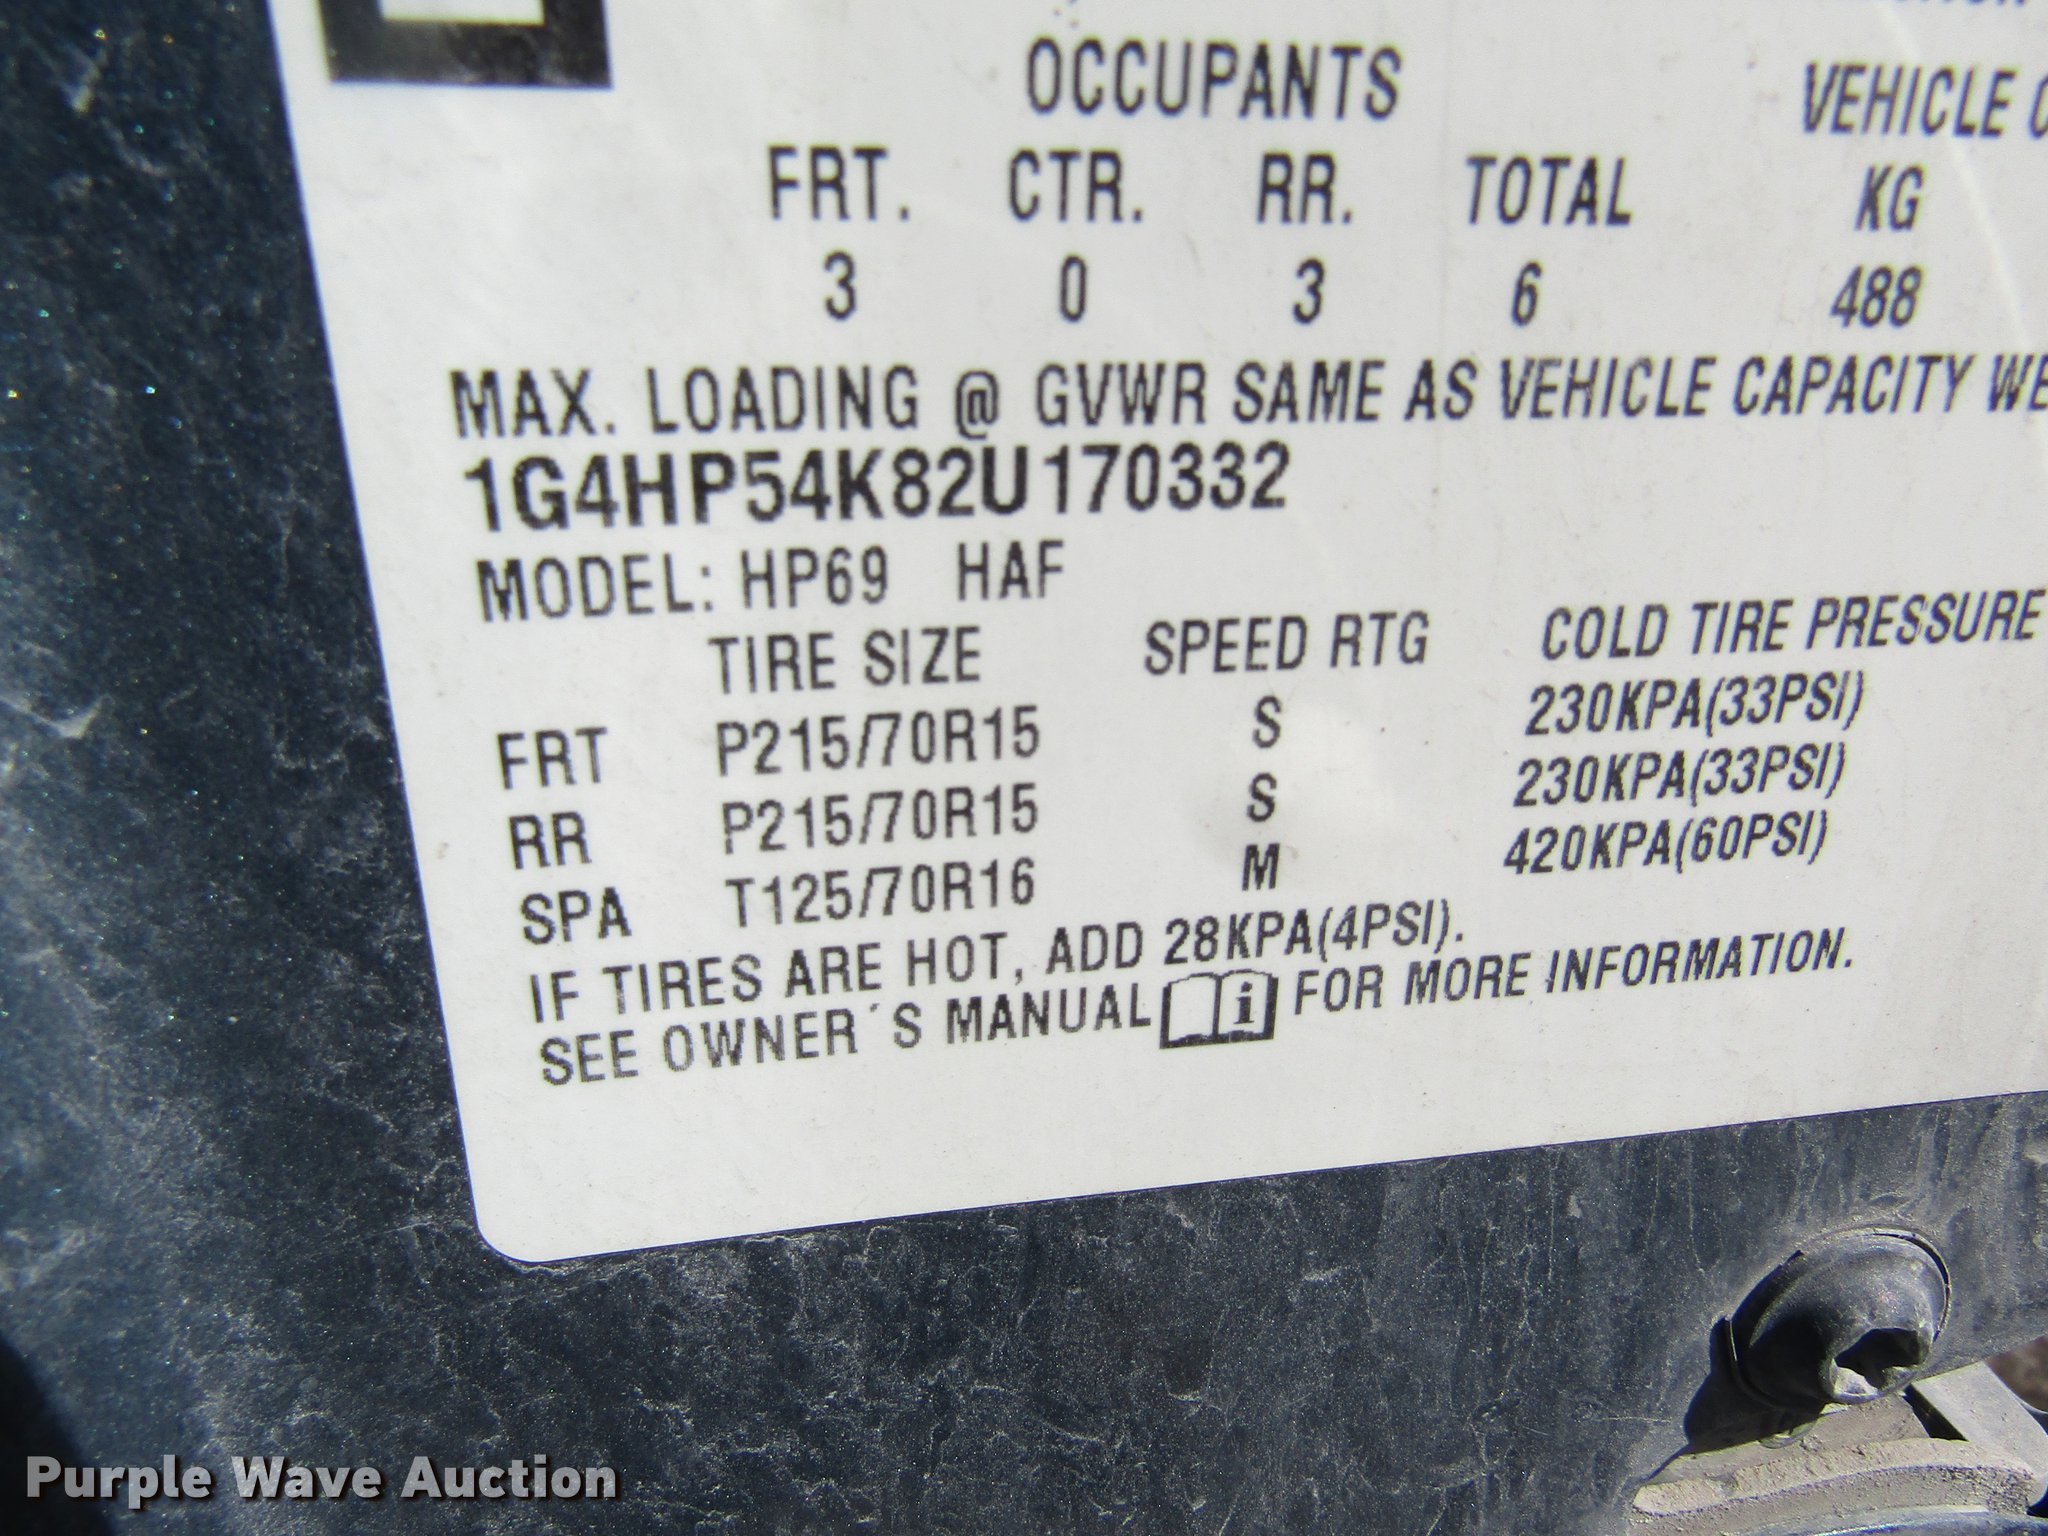 OCCUPANTS VEHICLE C
FRT. CTR. RR. TOTAL KG
3 0 3 6 488
MAX. LOADING @ GVWR SAME AS VEHICLE CAPACITY WE
1G4HP54K82U170332
MODEL: HP69 HAF
TIRE SIZE SPEED RTG COLD TIRE PRESSURE
FRT P215/70R15 S 230KPA(33PSI)
RR P215/70R15 S 230KPA(33PSI)
SPA T125/70R16 M 420KPA(60PSI)
IF TIRES ARE HOT, ADD 28KPA(4PSI).
SEE OWNER´S MANUAL i FOR MORE INFORMATION.
Purple Wave Auction